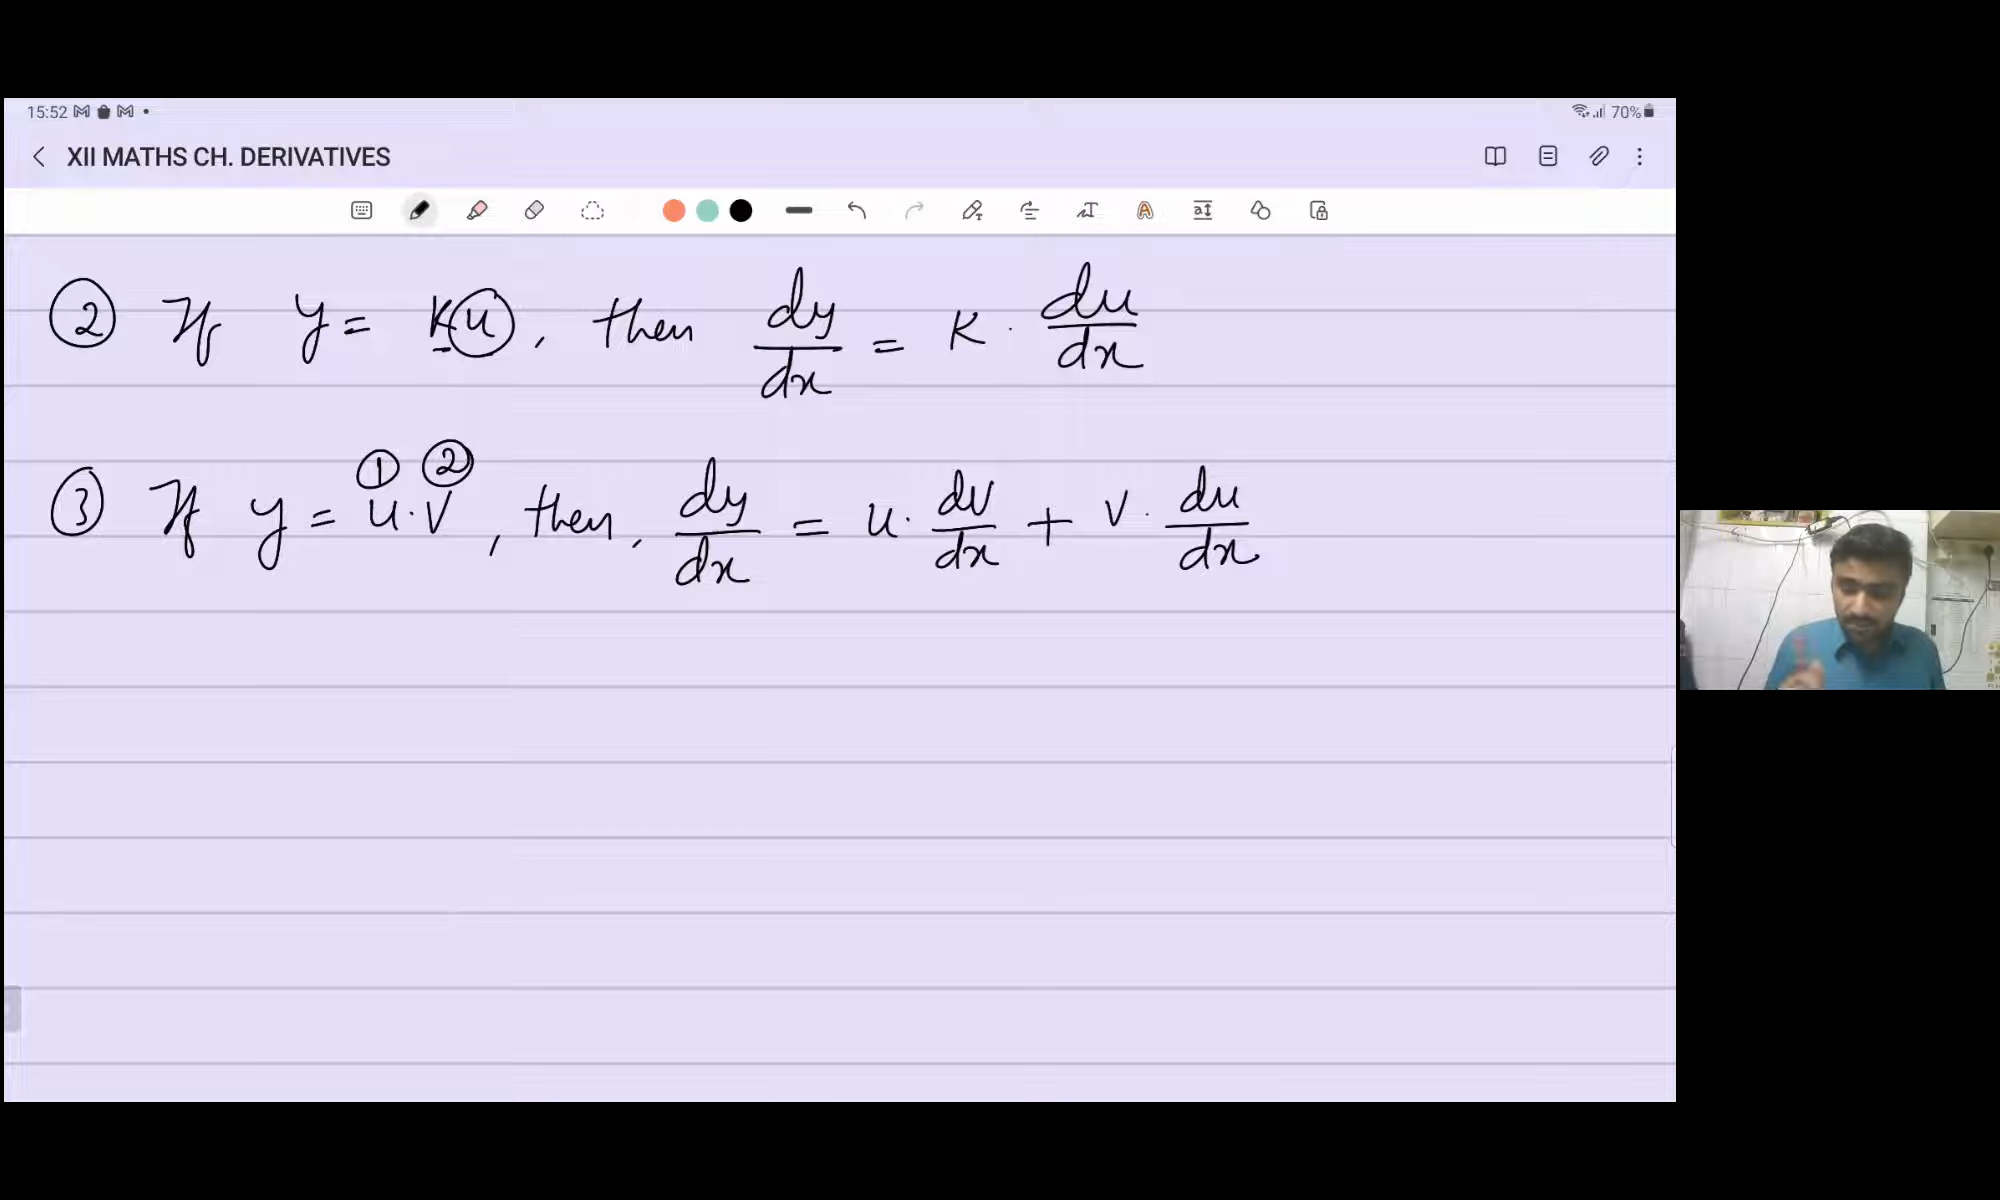 15:52
70%
XII MATHS CH. DERIVATIVES
② If y = Ku, then dy/dx = K · du/dx
① ②
③ If y = u·v, then, dy/dx = u· dv/dx + v· du/dx